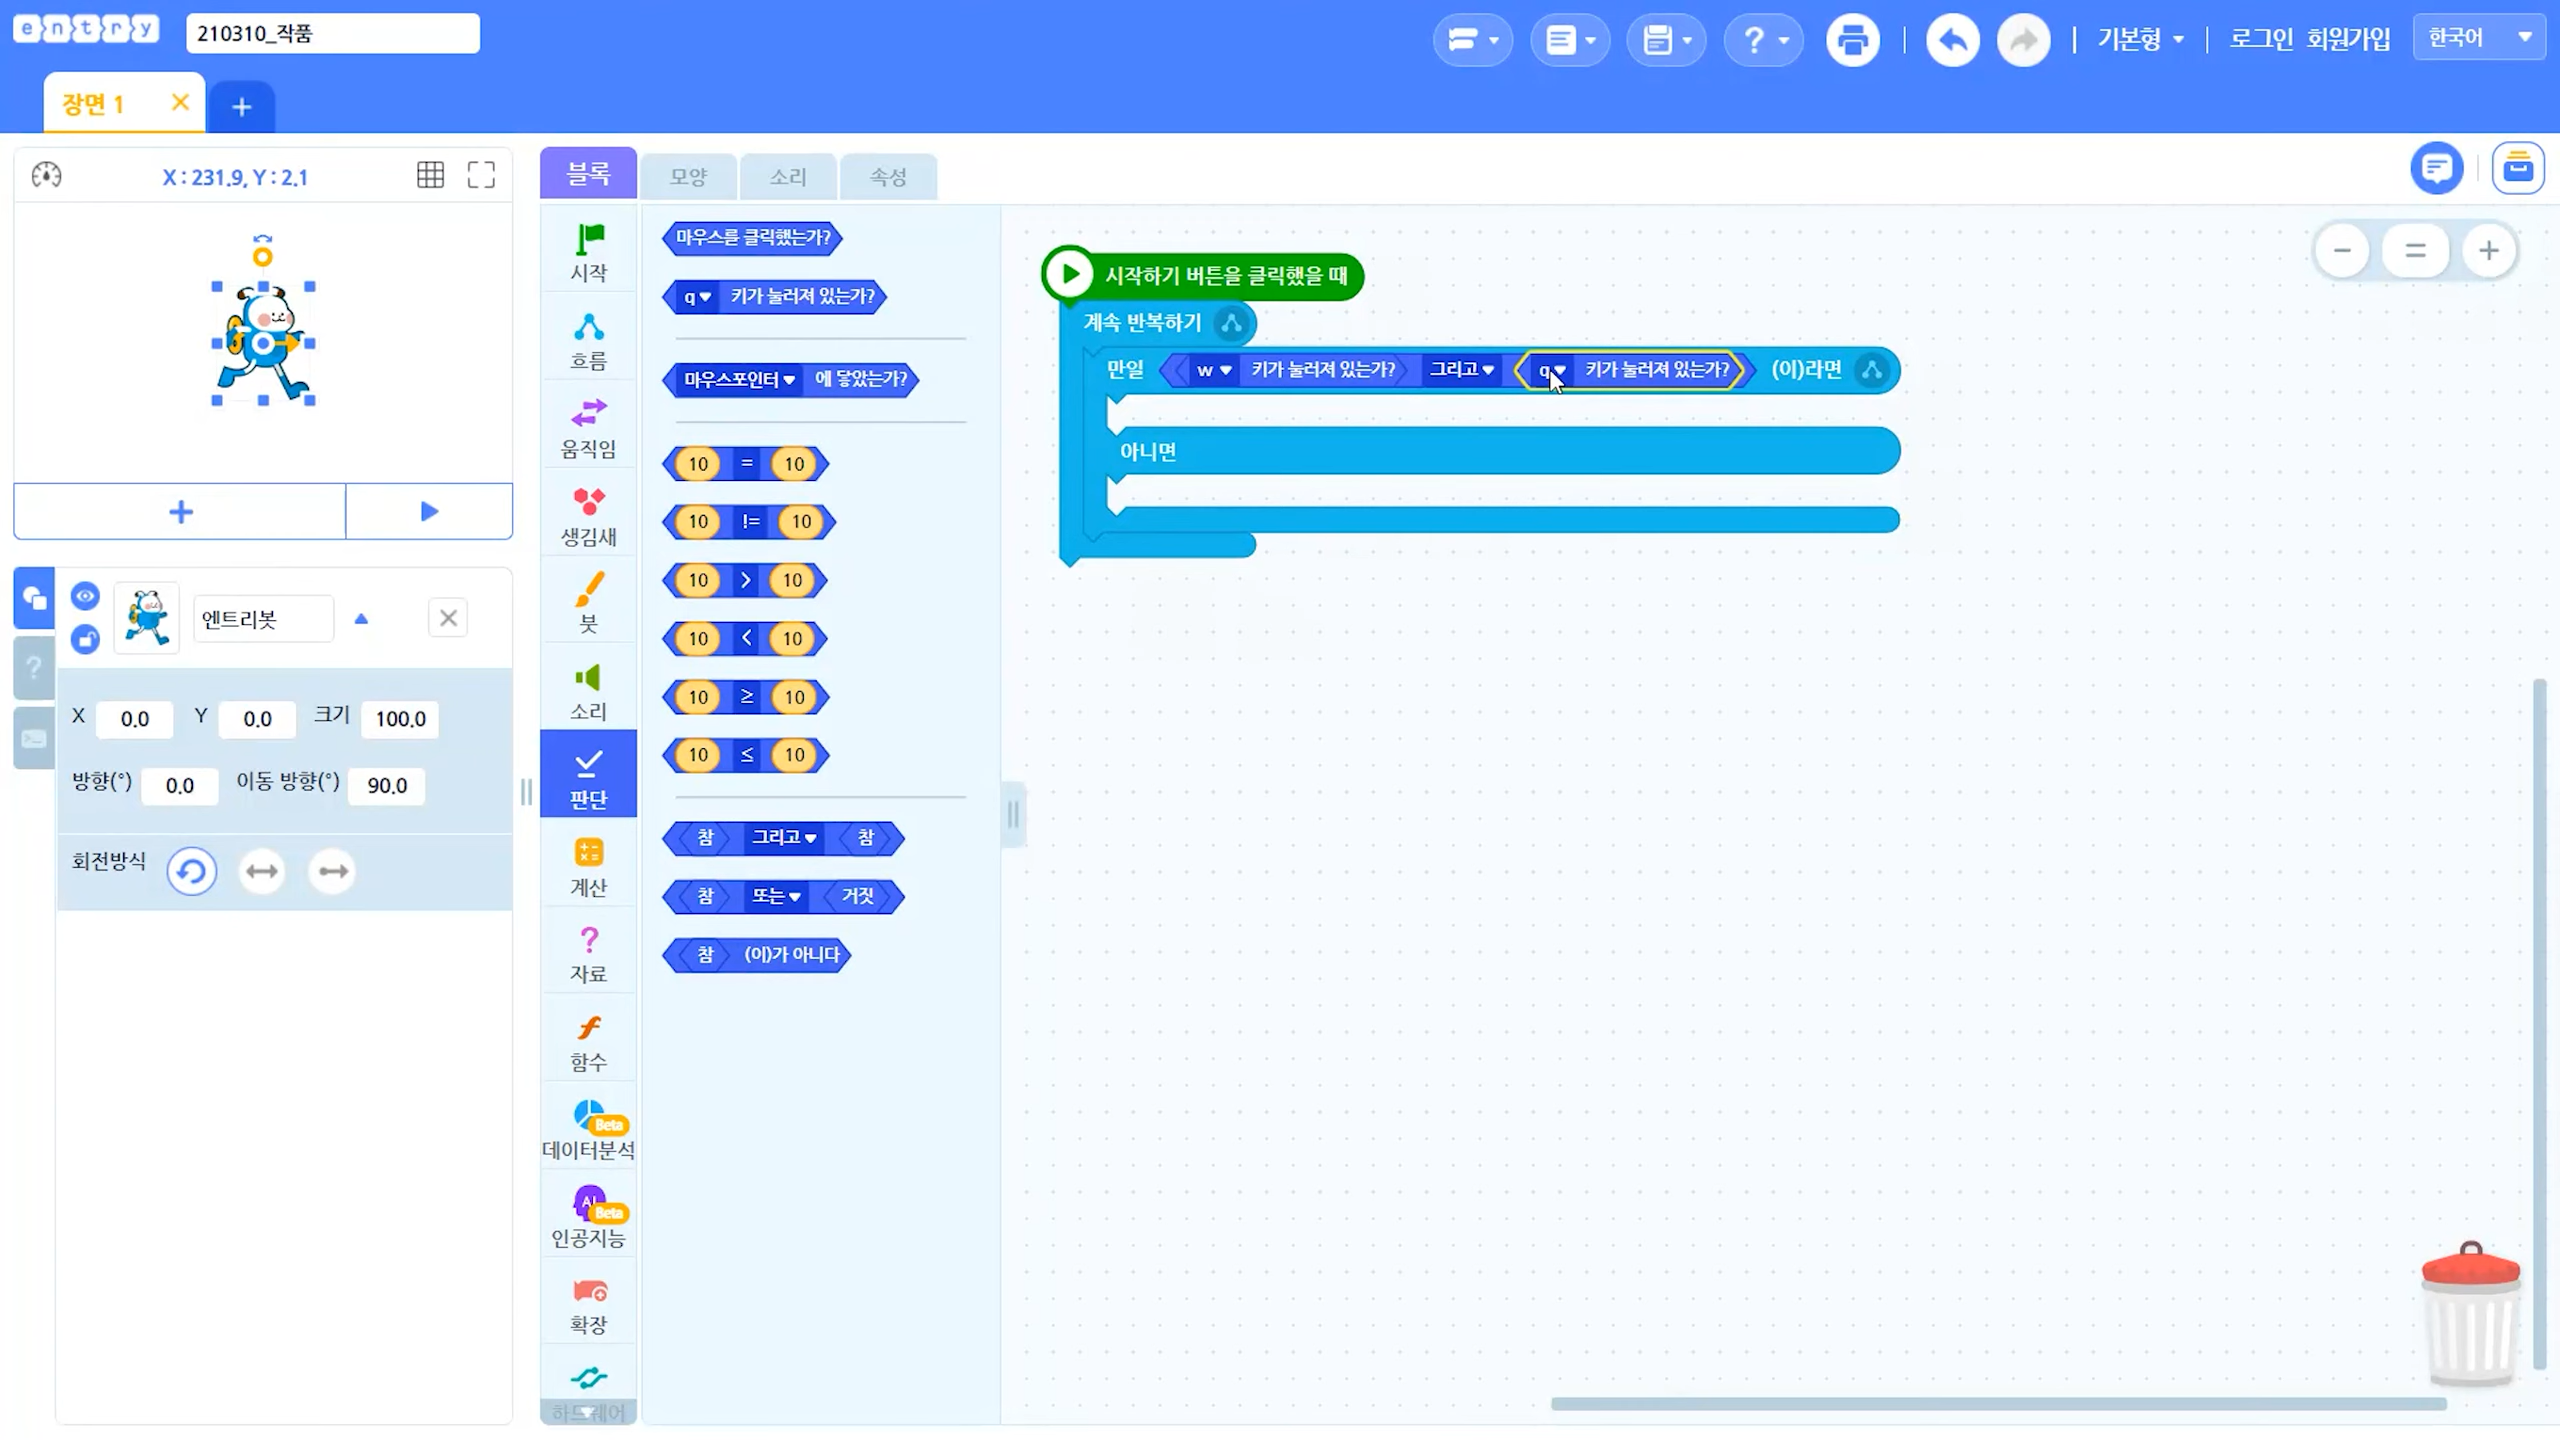 entry
210310_작품
기본형
로그인 회원가입
한국어
장면 1
X : 231.9, Y : 2.1
블록
모양
소리
속성
시작
흐름
움직임
생김새
붓
소리
판단
계산
자료
함수
Beta
데이터분석
AI
Beta
인공지능
확장
하드웨어
마우스를 클릭했는가?
q 키가 눌러져 있는가?
마우스포인터 에 닿았는가?
10 = 10
10 != 10
10 > 10
10 < 10
10 ≥ 10
10 ≤ 10
참 그리고 참
참 또는 거짓
참 (이)가 아니다
시작하기 버튼을 클릭했을 때
계속 반복하기
만일 w 키가 눌러져 있는가? 그리고 q 키가 눌러져 있는가? (이)라면
아니면
엔트리봇
X 0.0 Y 0.0 크기 100.0
방향(°) 0.0 이동 방향(°) 90.0
회전방식